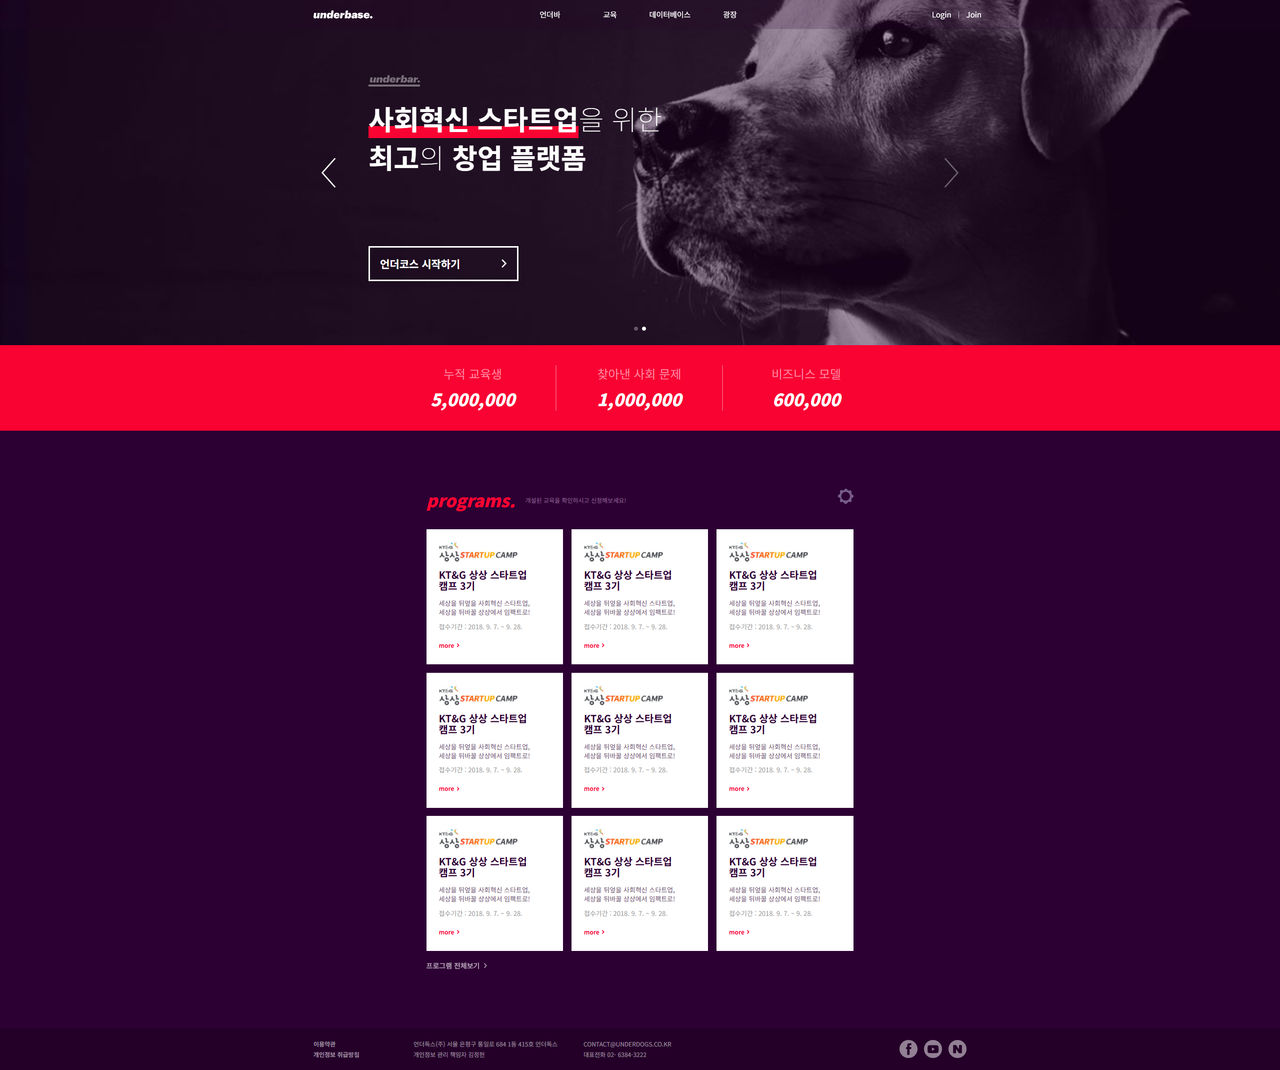 underbase.
언더바 교육 데이터베이스 광장
Login | Join
underbar.
사회혁신 스타트업을 위한
최고의 창업 플랫폼
언더코스 시작하기
누적 교육생 찾아낸 사회 문제 비즈니스 모델
5,000,000 1,000,000 600,000
programs. 개설된 교육을 확인하시고 신청해보세요!
KT&G KT&G KT&G
상상 STARTUP CAMP 상상 STARTUP CAMP 상상 STARTUP CAMP
KT&G 상상 스타트업 KT&G 상상 스타트업 KT&G 상상 스타트업
캠프 3기 캠프 3기 캠프 3기
세상을 뒤엎을 사회혁신 스타트업, 세상을 뒤엎을 사회혁신 스타트업, 세상을 뒤엎을 사회혁신 스타트업,
세상을 뒤바꿀 상상에서 임팩트로! 세상을 뒤바꿀 상상에서 임팩트로! 세상을 뒤바꿀 상상에서 임팩트로!
접수기간 : 2018. 9. 7. ~ 9. 28. 접수기간 : 2018. 9. 7. ~ 9. 28. 접수기간 : 2018. 9. 7. ~ 9. 28.
more more more
KT&G KT&G KT&G
상상 STARTUP CAMP 상상 STARTUP CAMP 상상 STARTUP CAMP
KT&G 상상 스타트업 KT&G 상상 스타트업 KT&G 상상 스타트업
캠프 3기 캠프 3기 캠프 3기
세상을 뒤엎을 사회혁신 스타트업, 세상을 뒤엎을 사회혁신 스타트업, 세상을 뒤엎을 사회혁신 스타트업,
세상을 뒤바꿀 상상에서 임팩트로! 세상을 뒤바꿀 상상에서 임팩트로! 세상을 뒤바꿀 상상에서 임팩트로!
접수기간 : 2018. 9. 7. ~ 9. 28. 접수기간 : 2018. 9. 7. ~ 9. 28. 접수기간 : 2018. 9. 7. ~ 9. 28.
more more more
KT&G KT&G KT&G
상상 STARTUP CAMP 상상 STARTUP CAMP 상상 STARTUP CAMP
KT&G 상상 스타트업 KT&G 상상 스타트업 KT&G 상상 스타트업
캠프 3기 캠프 3기 캠프 3기
세상을 뒤엎을 사회혁신 스타트업, 세상을 뒤엎을 사회혁신 스타트업, 세상을 뒤엎을 사회혁신 스타트업,
세상을 뒤바꿀 상상에서 임팩트로! 세상을 뒤바꿀 상상에서 임팩트로! 세상을 뒤바꿀 상상에서 임팩트로!
접수기간 : 2018. 9. 7. ~ 9. 28. 접수기간 : 2018. 9. 7. ~ 9. 28. 접수기간 : 2018. 9. 7. ~ 9. 28.
more more more
프로그램 전체보기
이용약관 언더독스(주) 서울 은평구 통일로 684 1동 415호 언더독스 CONTACT@UNDERDOGS.CO.KR
개인정보 취급방침 개인정보 관리 책임자 김정헌 대표전화 02- 6384-3222